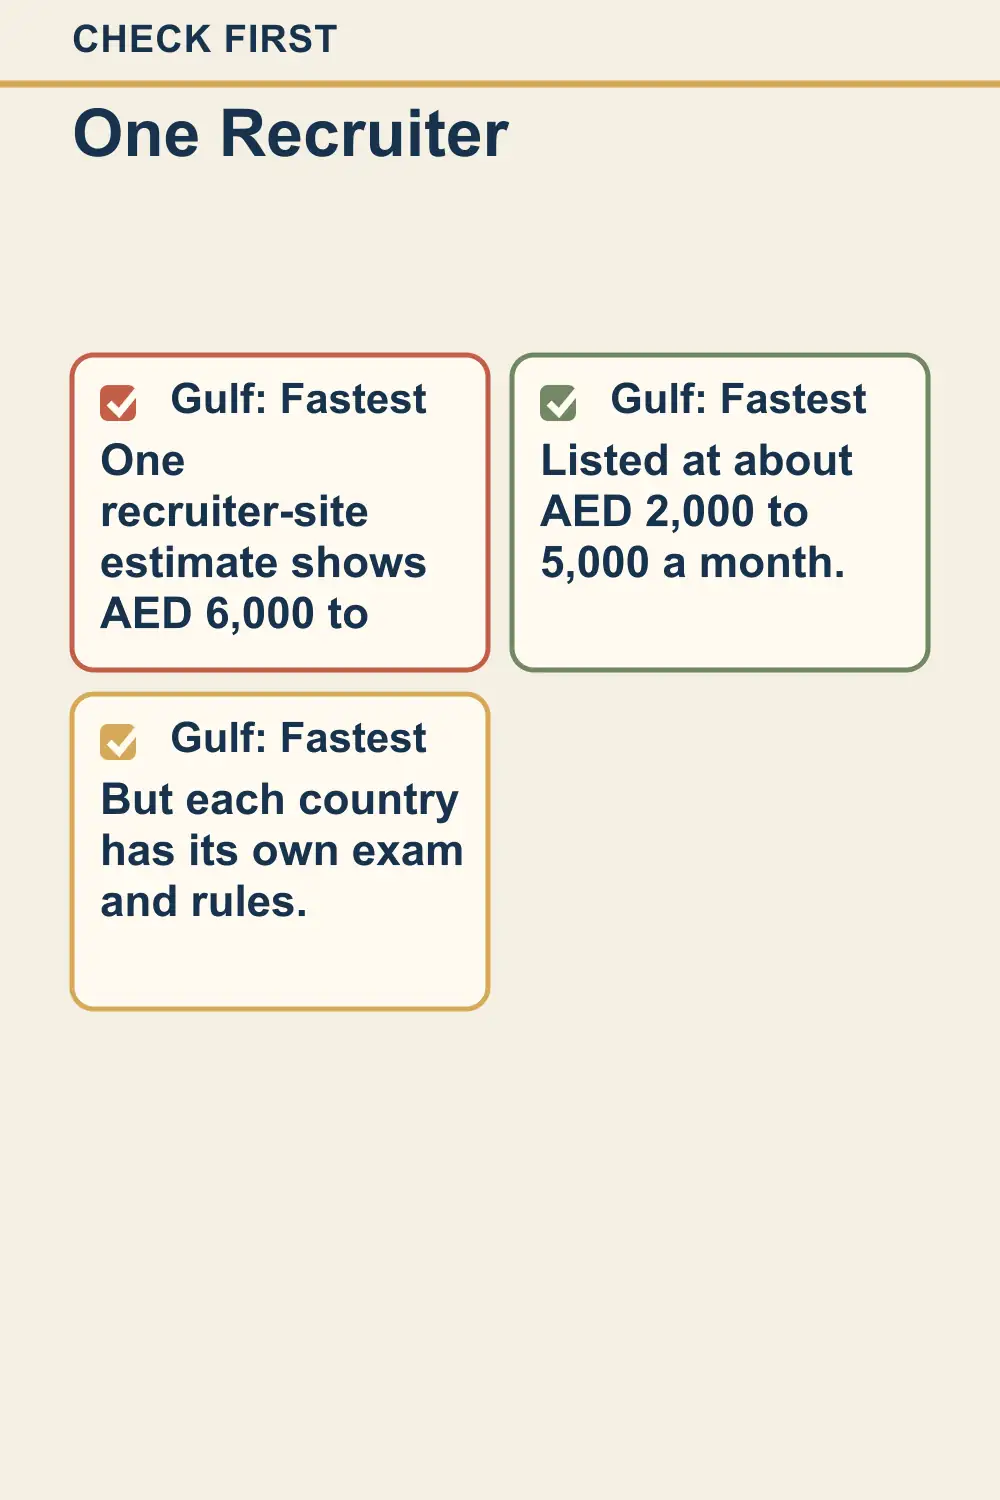 CHECK FIRST
One Recruiter
Gulf: Fastest
One
recruiter-site
estimate shows
AED 6,000 to
Gulf: Fastest
Listed at about
AED 2,000 to
5,000 a month.
Gulf: Fastest
But each country
has its own exam
and rules.